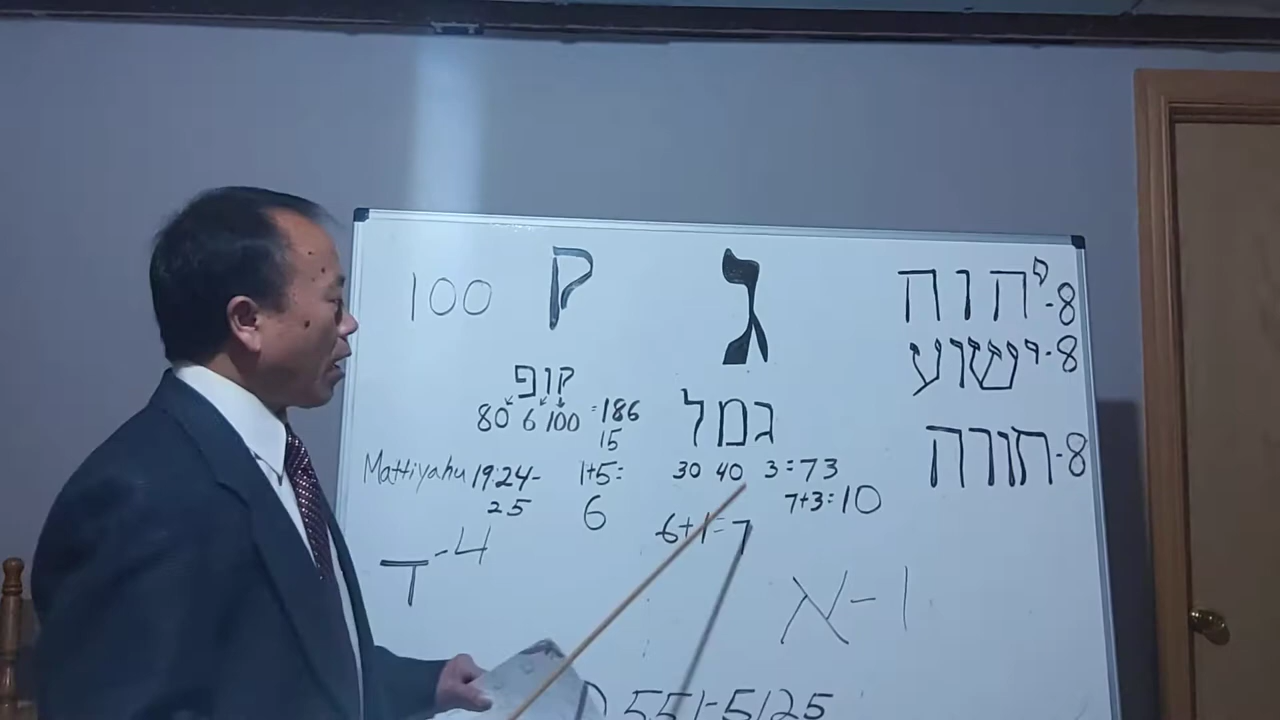 100 ק
ג
יהוה-8
ישוע-8
תורה-8
קופ
80 6 100 =186
15
גמל
Mattiyahu 19:24-
25
1+5=
6
30 40 3=73
7+3=10
6+1=7
ד-4
א-1
551-5125